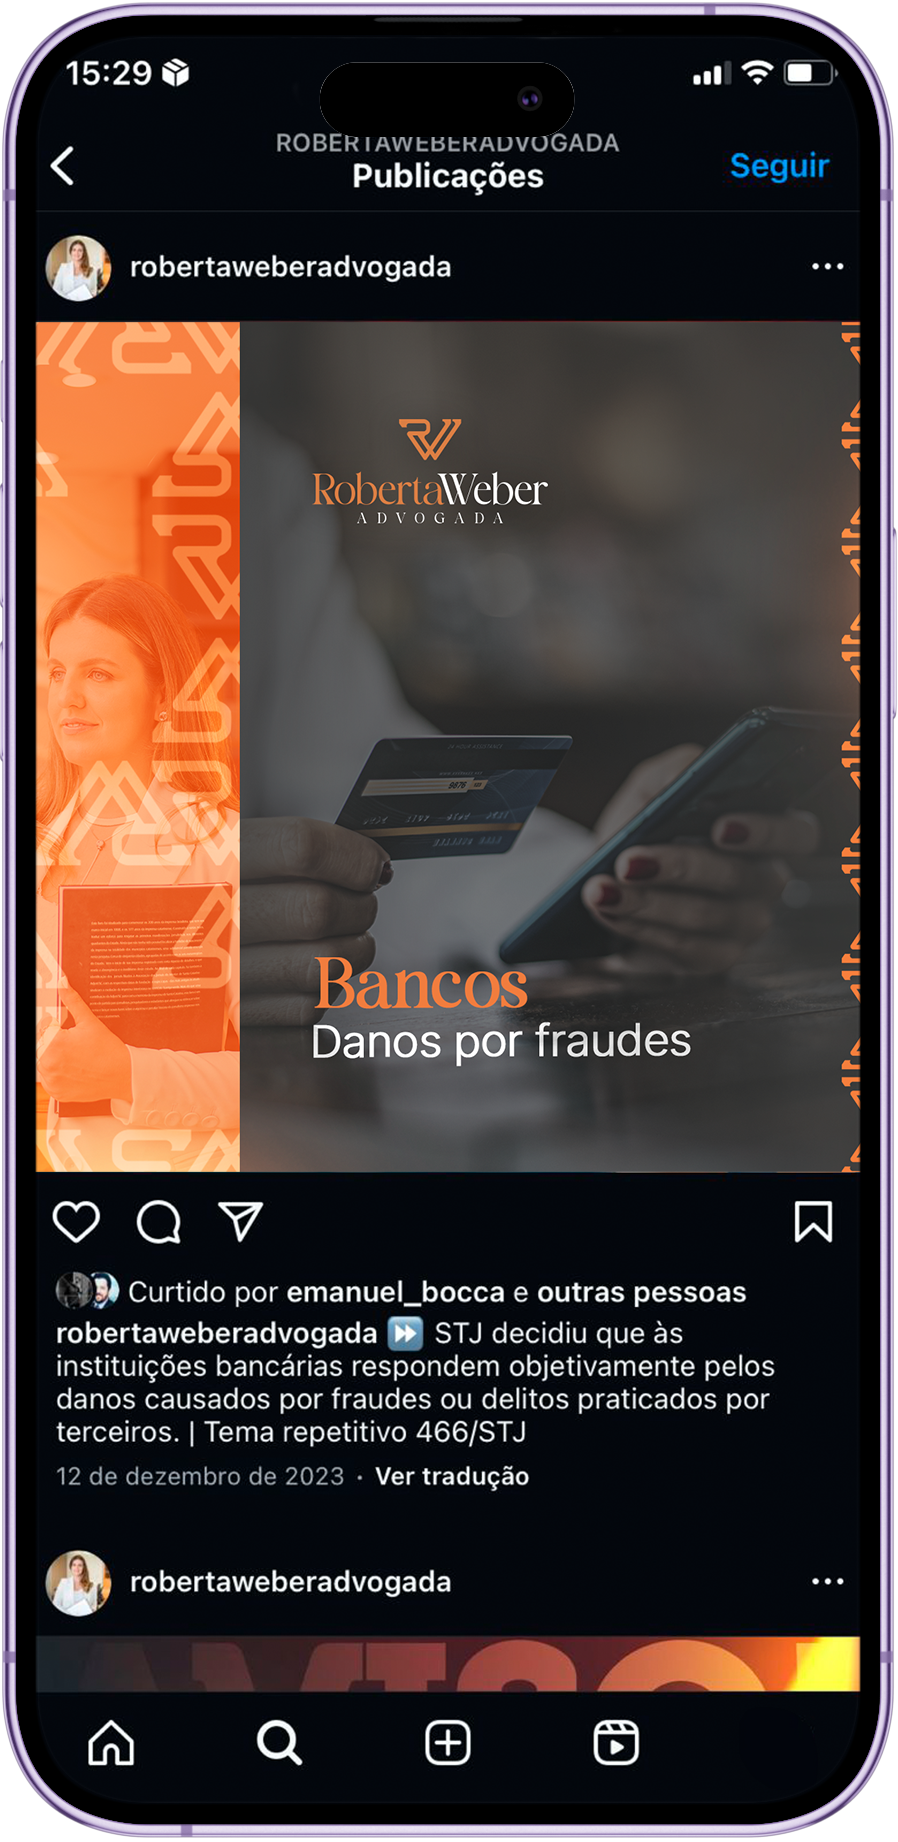 15:29
ROBERTAWEBERADVOGADA
Publicações
Seguir
robertaweberadvogada
RobertaWeber
ADVOGADA
Bancos
Danos por fraudes
Curtido por emanuel_bocca e outras pessoas
robertaweberadvogada ⏩ STJ decidiu que às
instituições bancárias respondem objetivamente pelos
danos causados por fraudes ou delitos praticados por
terceiros. | Tema repetitivo 466/STJ
12 de dezembro de 2023 · Ver tradução
robertaweberadvogada